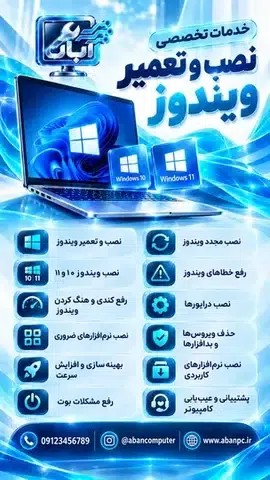 آبان
خدمات تخصصی
نصب و تعمیر
ویندوز
Windows 10
Windows 11
نصب مجدد ویندوز
نصب و تعمیر ویندوز
رفع خطاهای ویندوز
10 11
نصب ویندوز ۱۰ و ۱۱
نصب درایورها
رفع کندی و هنگ کردن
ویندوز
حذف ویروس‌ها
و بدافزارها
نصب نرم‌افزارهای ضروری
نصب نرم‌افزارهای
کاربردی
بهینه سازی و افزایش
سرعت
پشتیبانی و عیب‌یابی
کامپیوتر
رفع مشکلات بوت
09123456789
@abancomputer
www.abanpc.ir